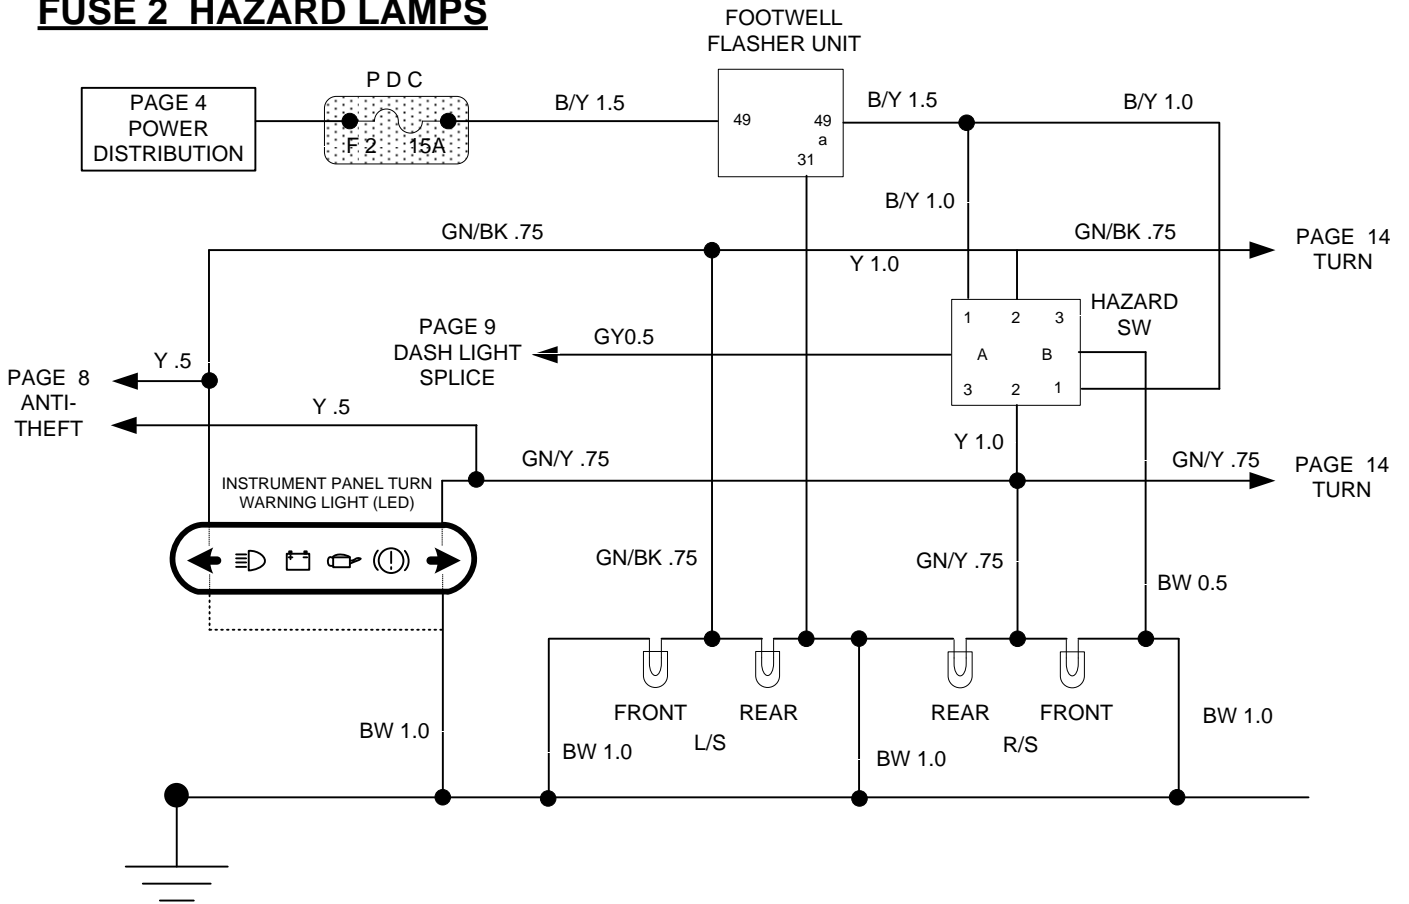 FUSE 2 HAZARD LAMPS
FOOTWELL
FLASHER UNIT
P D C
PAGE 4
POWER
DISTRIBUTION
F 2
15A
B/Y 1.5
49
49
a
31
B/Y 1.5
B/Y 1.0
B/Y 1.0
GN/BK .75
Y 1.0
GN/BK .75
PAGE 14
TURN
HAZARD
SW
1
2
3
A
B
3
2
1
PAGE 9
DASH LIGHT
SPLICE
GY0.5
PAGE 8
ANTI-
THEFT
Y .5
Y .5
Y 1.0
GN/Y .75
GN/Y .75
PAGE 14
TURN
INSTRUMENT PANEL TURN
WARNING LIGHT (LED)
GN/BK .75
GN/Y .75
BW 0.5
FRONT
REAR
L/S
REAR
FRONT
R/S
BW 1.0
BW 1.0
BW 1.0
BW 1.0